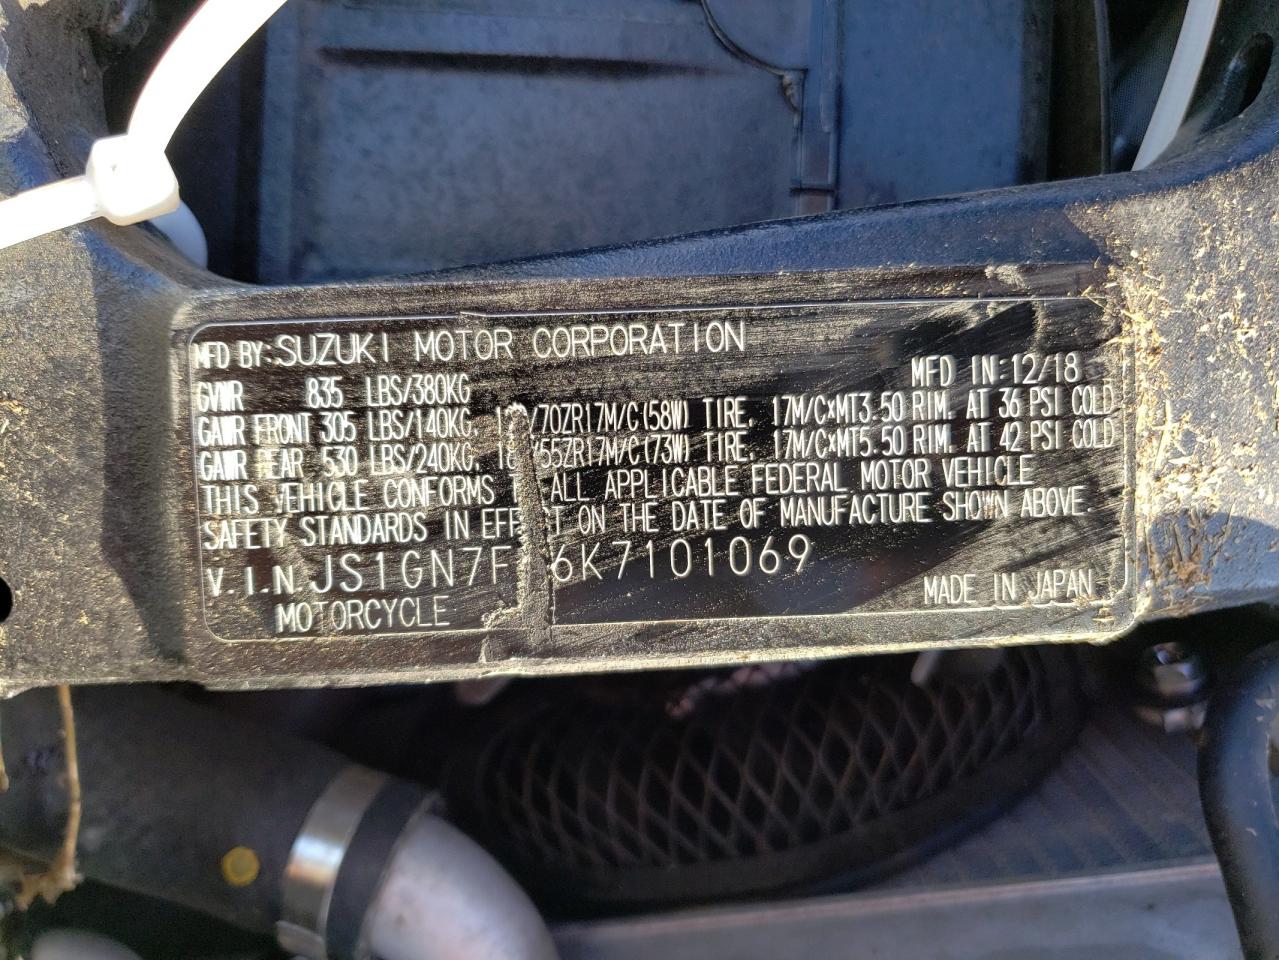 MFD BY: SUZUKI MOTOR CORPORATION
MFD IN: 12/18
GVWR 835 LBS/380KG
GAWR FRONT 305 LBS/140KG, /70ZR17M/C(58W) TIRE, 17M/C×MT3.50 RIM, AT 36 PSI COLD
GAWR REAR 530 LBS/240KG, 55ZR17M/C(73W) TIRE, 17M/C×MT5.50 RIM, AT 42 PSI COLD
THIS VEHICLE CONFORMS ALL APPLICABLE FEDERAL MOTOR VEHICLE
SAFETY STANDARDS IN ON THE DATE OF MANUFACTURE SHOWN ABOVE.
V.I.N. JS1GN7F 6K7101069
MOTORCYCLE
MADE IN JAPAN